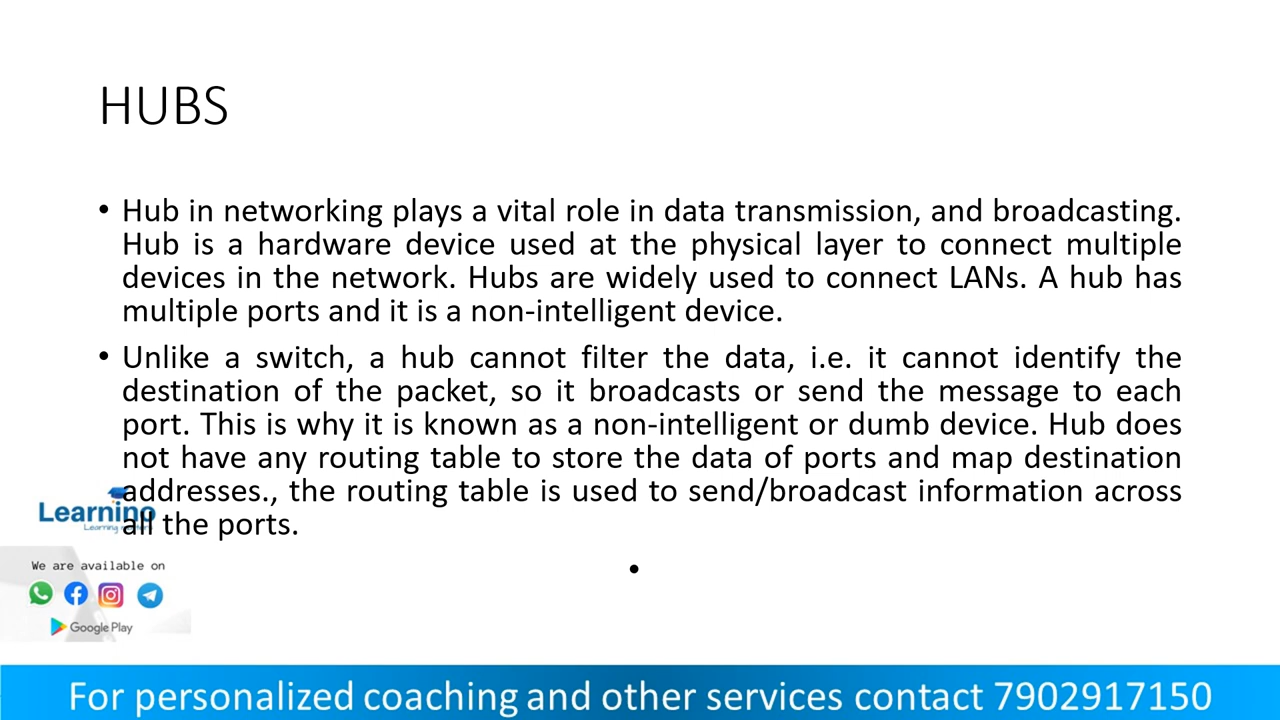 HUBS
• Hub in networking plays a vital role in data transmission, and broadcasting.
Hub is a hardware device used at the physical layer to connect multiple
devices in the network. Hubs are widely used to connect LANs. A hub has
multiple ports and it is a non-intelligent device.
• Unlike a switch, a hub cannot filter the data, i.e. it cannot identify the
destination of the packet, so it broadcasts or send the message to each
port. This is why it is known as a non-intelligent or dumb device. Hub does
not have any routing table to store the data of ports and map destination
addresses., the routing table is used to send/broadcast information across
all the ports.
•
Learning
We are available on
Google Play
For personalized coaching and other services contact 7902917150